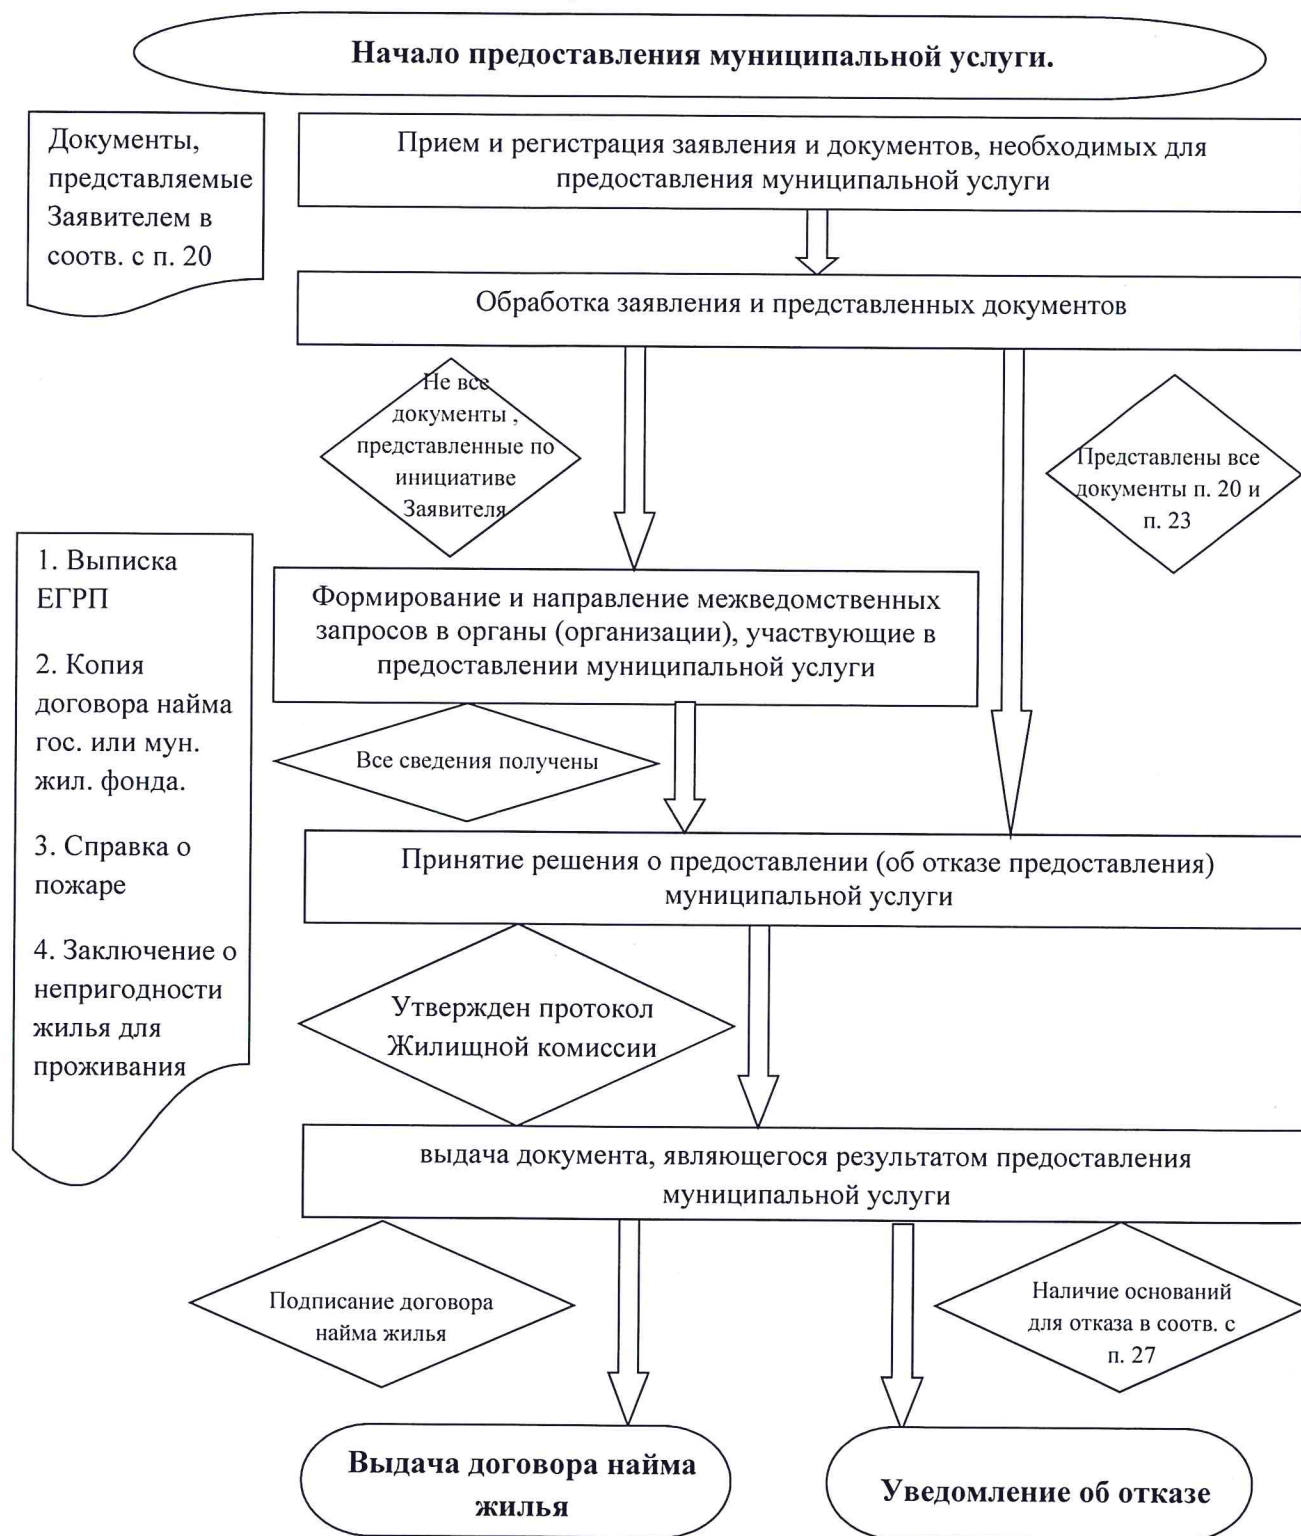 Начало предоставления муниципальной услуги.
Документы,
представляемые
Заявителем в
соотв. с п. 20
Прием и регистрация заявления и документов, необходимых для
предоставления муниципальной услуги
Обработка заявления и представленных документов
Не все
документы ,
представленные по
инициативе
Заявителя
Представлены все
документы п. 20 и
п. 23
1. Выписка
ЕГРП
2. Копия
договора найма
гос. или мун.
жил. фонда.
3. Справка о
пожаре
4. Заключение о
непригодности
жилья для
проживания
Формирование и направление межведомственных
запросов в органы (организации), участвующие в
предоставлении муниципальной услуги
Все сведения получены
Принятие решения о предоставлении (об отказе предоставления)
муниципальной услуги
Утвержден протокол
Жилищной комиссии
выдача документа, являющегося результатом предоставления
муниципальной услуги
Подписание договора
найма жилья
Наличие оснований
для отказа в соотв. с
п. 27
Выдача договора найма
жилья
Уведомление об отказе